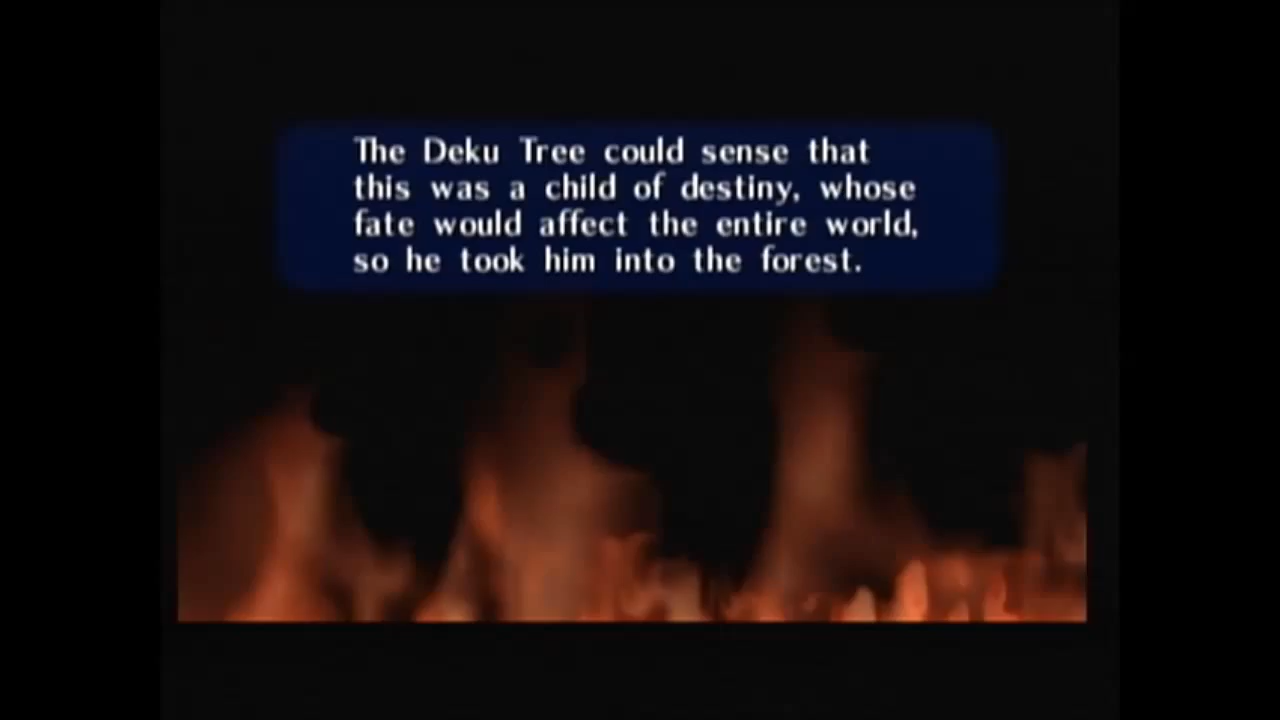 The Deku Tree could sense that
this was a child of destiny, whose
fate would affect the entire world,
so he took him into the forest.